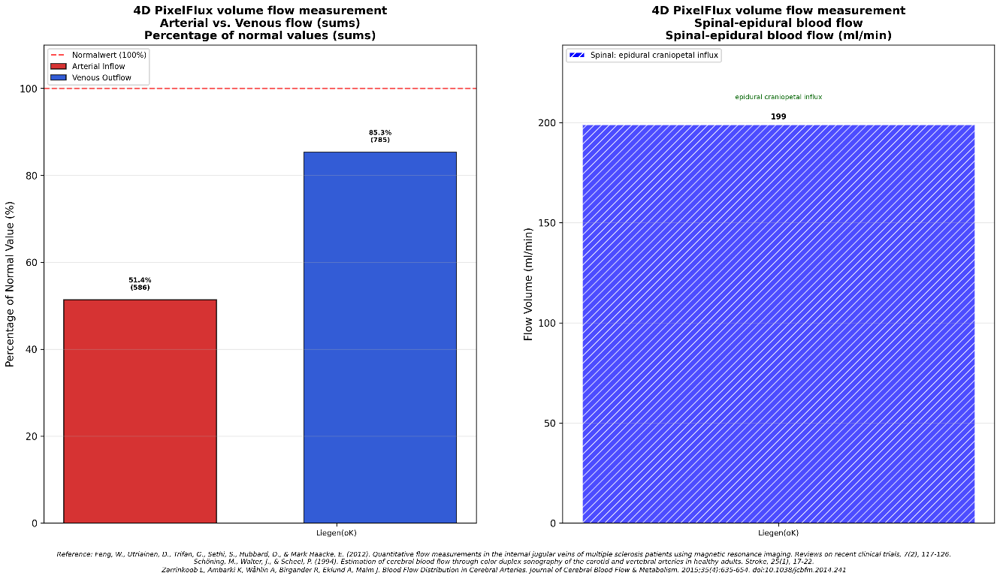 4D PixelFlux volume flow measurement
Arterial vs. Venous flow (sums)
Percentage of normal values (sums)
Normalwert (100%)
Arterial Inflow
Venous Outflow
Percentage of Normal Value (%)
100
80
60
40
20
0
85.3%
(785)
51.4%
(586)
Liegen(oK)
4D PixelFlux volume flow measurement
Spinal-epidural blood flow
Spinal-epidural blood flow (ml/min)
Spinal: epidural craniopetal influx
epidural craniopetal influx
199
Flow Volume (ml/min)
200
150
100
50
0
Liegen(oK)
Reference: Feng, W., Utriainen, D., Trifan, G., Sethi, S., Hubbard, D., & Mark Haacke, E. (2012). Quantitative flow measurements in the internal jugular veins of multiple sclerosis patients using magnetic resonance imaging. Reviews on recent clinical trials, 7(2), 117-126.
Schöning, M., Walter, J., & Scheel, P. (1994). Estimation of cerebral blood flow through color duplex sonography of the carotid and vertebral arteries in healthy adults. Stroke, 25(1), 17-22.
Zarrinkoob L, Ambarki K, Wåhlin A, Birgander R, Eklund A, Malm J. Blood Flow Distribution in Cerebral Arteries. Journal of Cerebral Blood Flow & Metabolism. 2015;35(4):635-654. doi:10.1038/jcbfm.2014.241